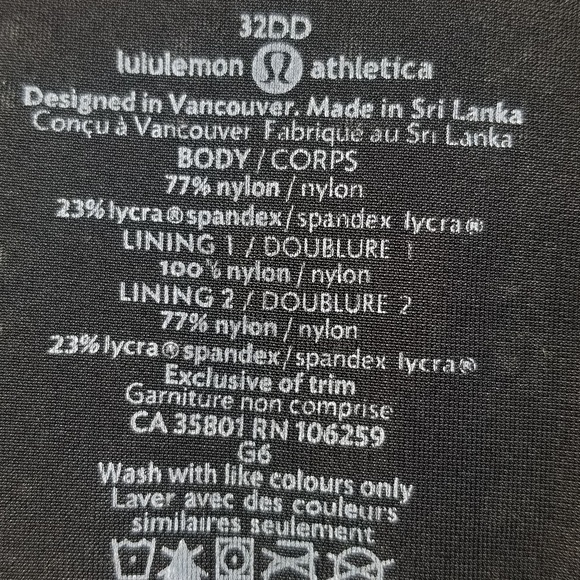 32DD
lululemon athletica
Designed in Vancouver. Made in Sri Lanka
Conçu à Vancouver Fabriqué au Sri Lanka
BODY / CORPS
77% nylon / nylon
23% lycra® spandex / spandex lycra®
LINING 1 / DOUBLURE 1
100% nylon / nylon
LINING 2 / DOUBLURE 2
77% nylon / nylon
23% lycra® spandex / spandex lycra®
Exclusive of trim
Garniture non comprise
CA 35801 RN 106259
G6
Wash with like colours only
Laver avec des couleurs
similaires seulement